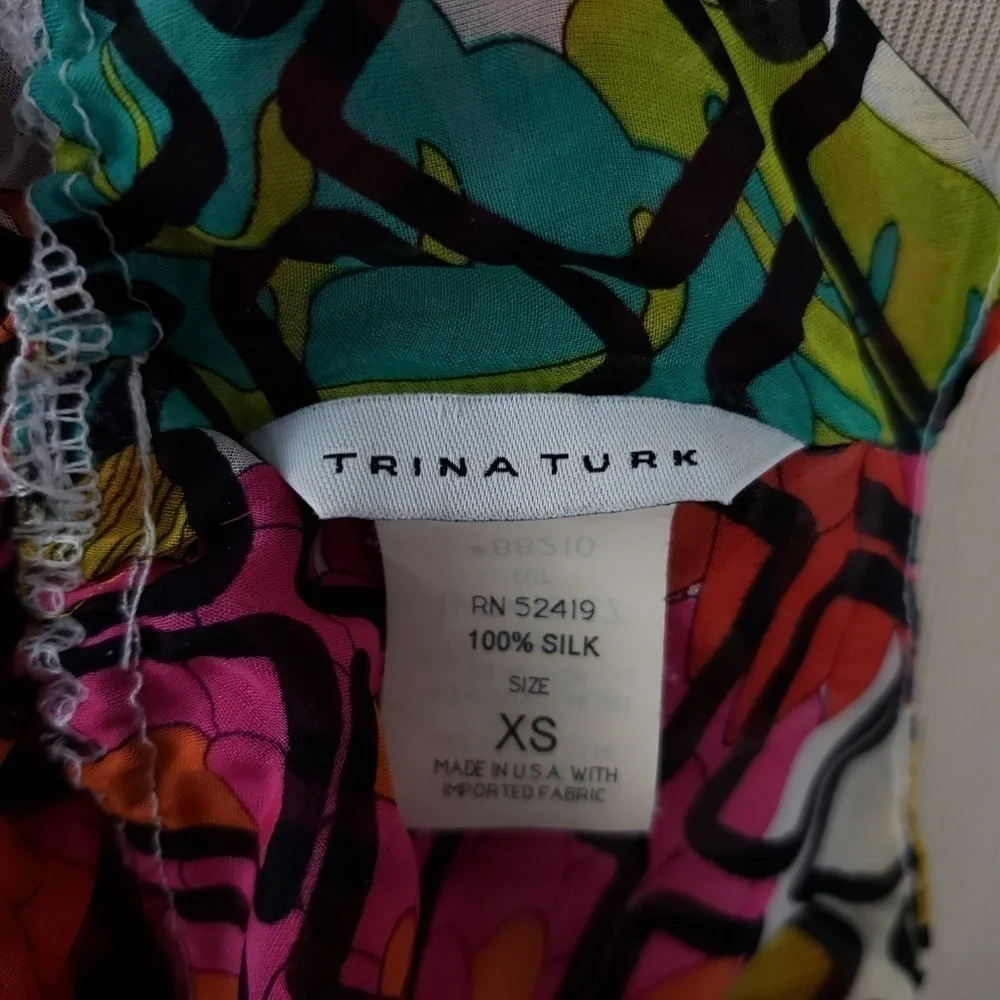 TRINA TURK
RN 52419
100% SILK
SIZE
XS
MADE IN U.S.A. WITH
IMPORTED FABRIC